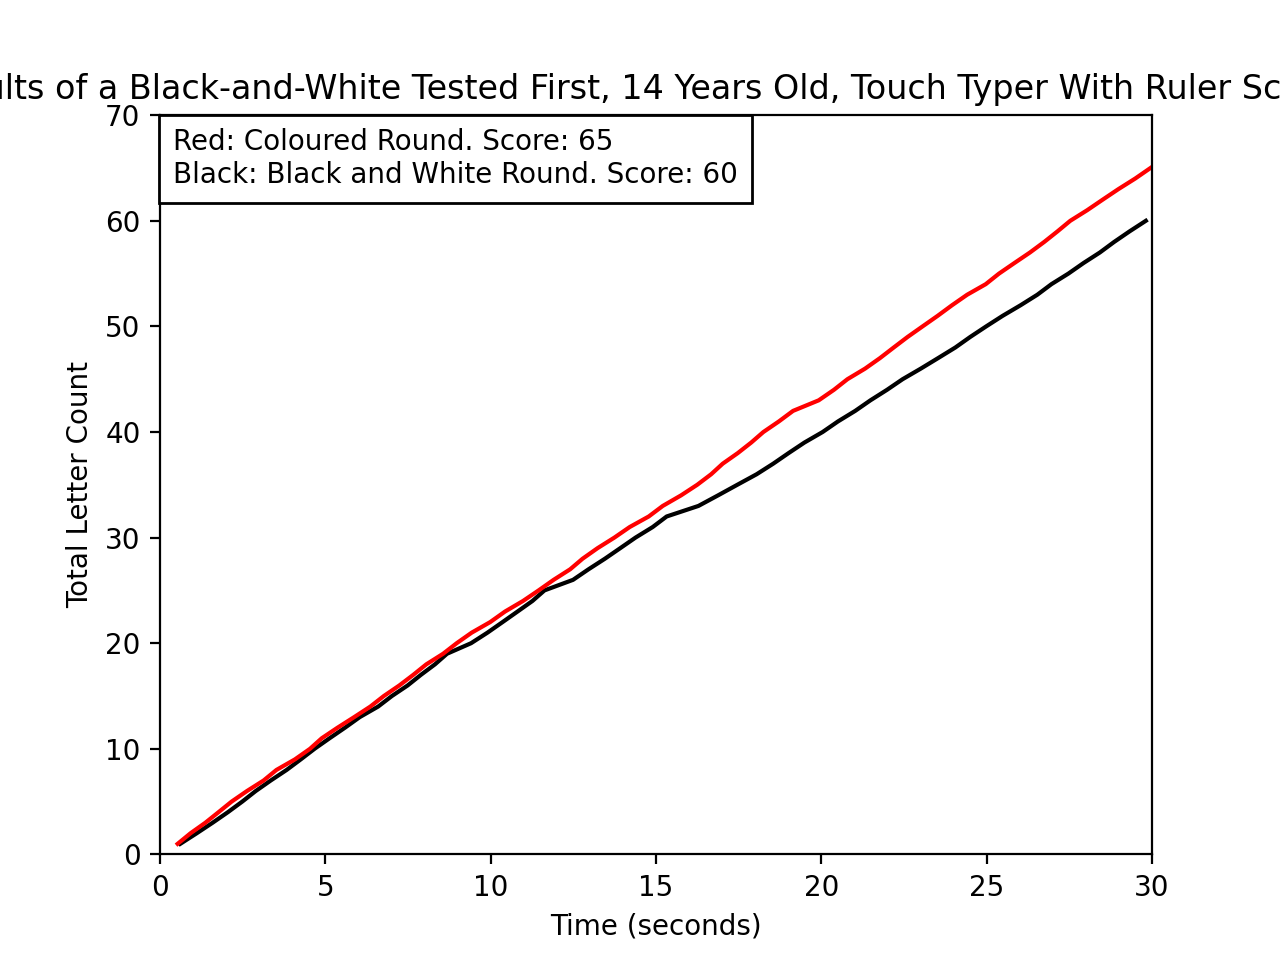 of a Black-and-White Tested First, 14 Years Old, Touch Typer With Ruler
70
Red: Coloured Round. Score: 65
Black: Black and White Round. Score: 60
60
50
40
30
20
10
0
Total Letter Count
0 5 10 15 20 25 30
Time (seconds)